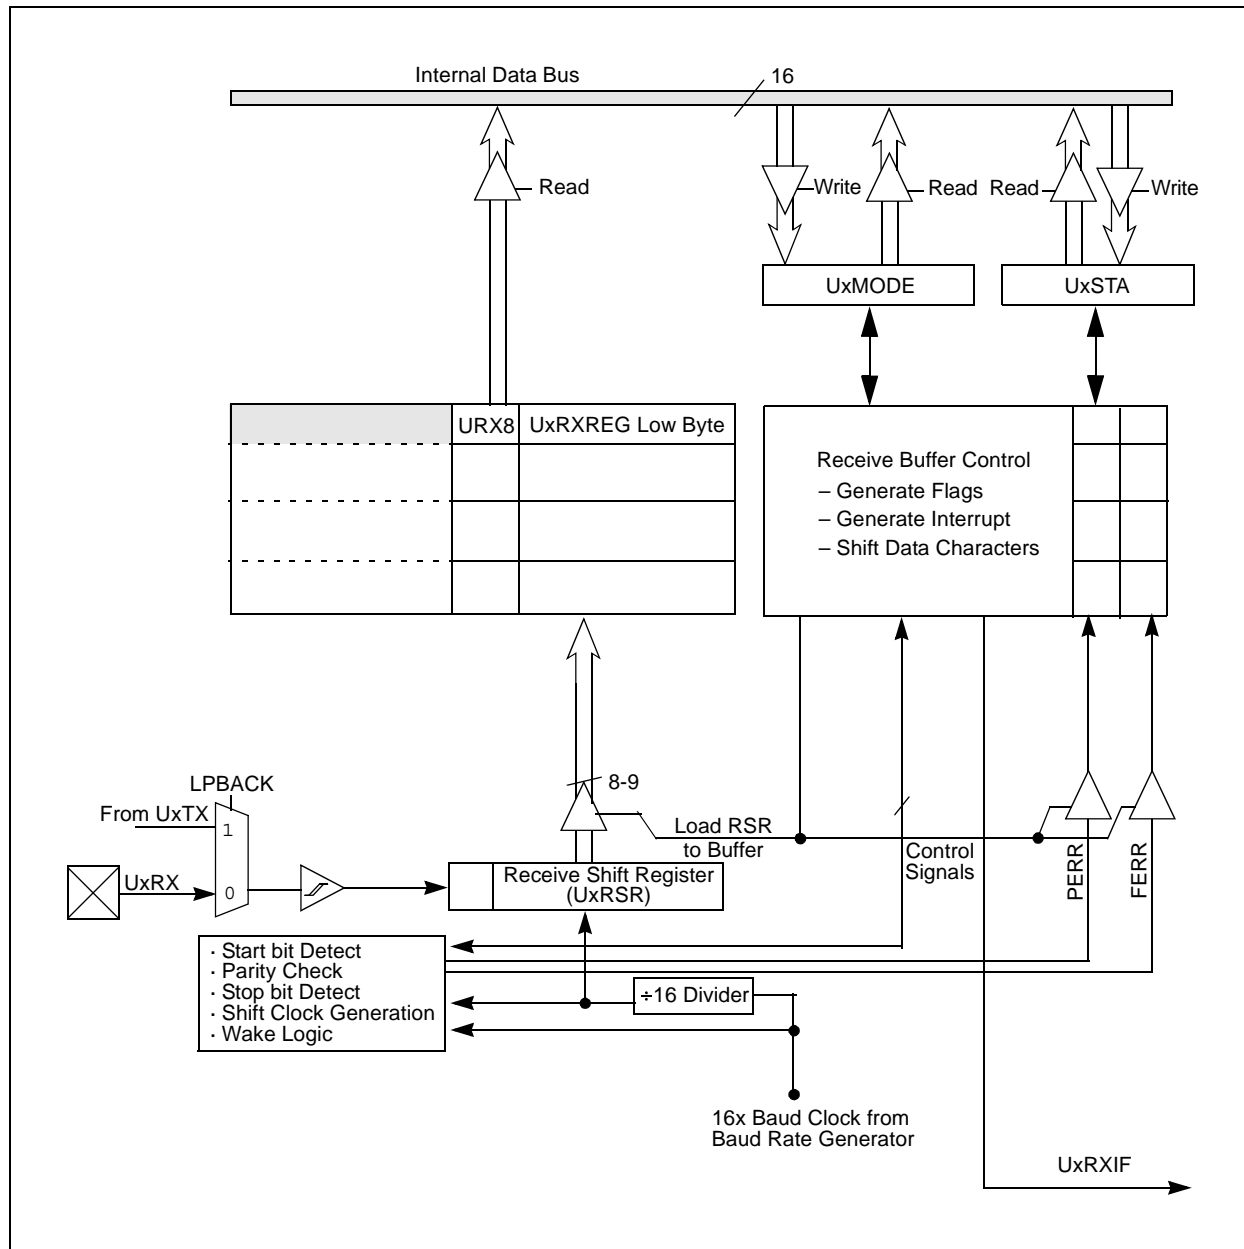 Internal Data Bus
16
Read
Write
Read
Read
Write
UxMODE
UxSTA
URX8
UxRXREG Low Byte
Receive Buffer Control
– Generate Flags
– Generate Interrupt
– Shift Data Characters
8-9
LPBACK
From UxTX
1
Load RSR
to Buffer
Control
Signals
PERR
FERR
UxRX
0
Receive Shift Register
(UxRSR)
· Start bit Detect
· Parity Check
· Stop bit Detect
· Shift Clock Generation
· Wake Logic
÷16 Divider
16x Baud Clock from
Baud Rate Generator
UxRXIF